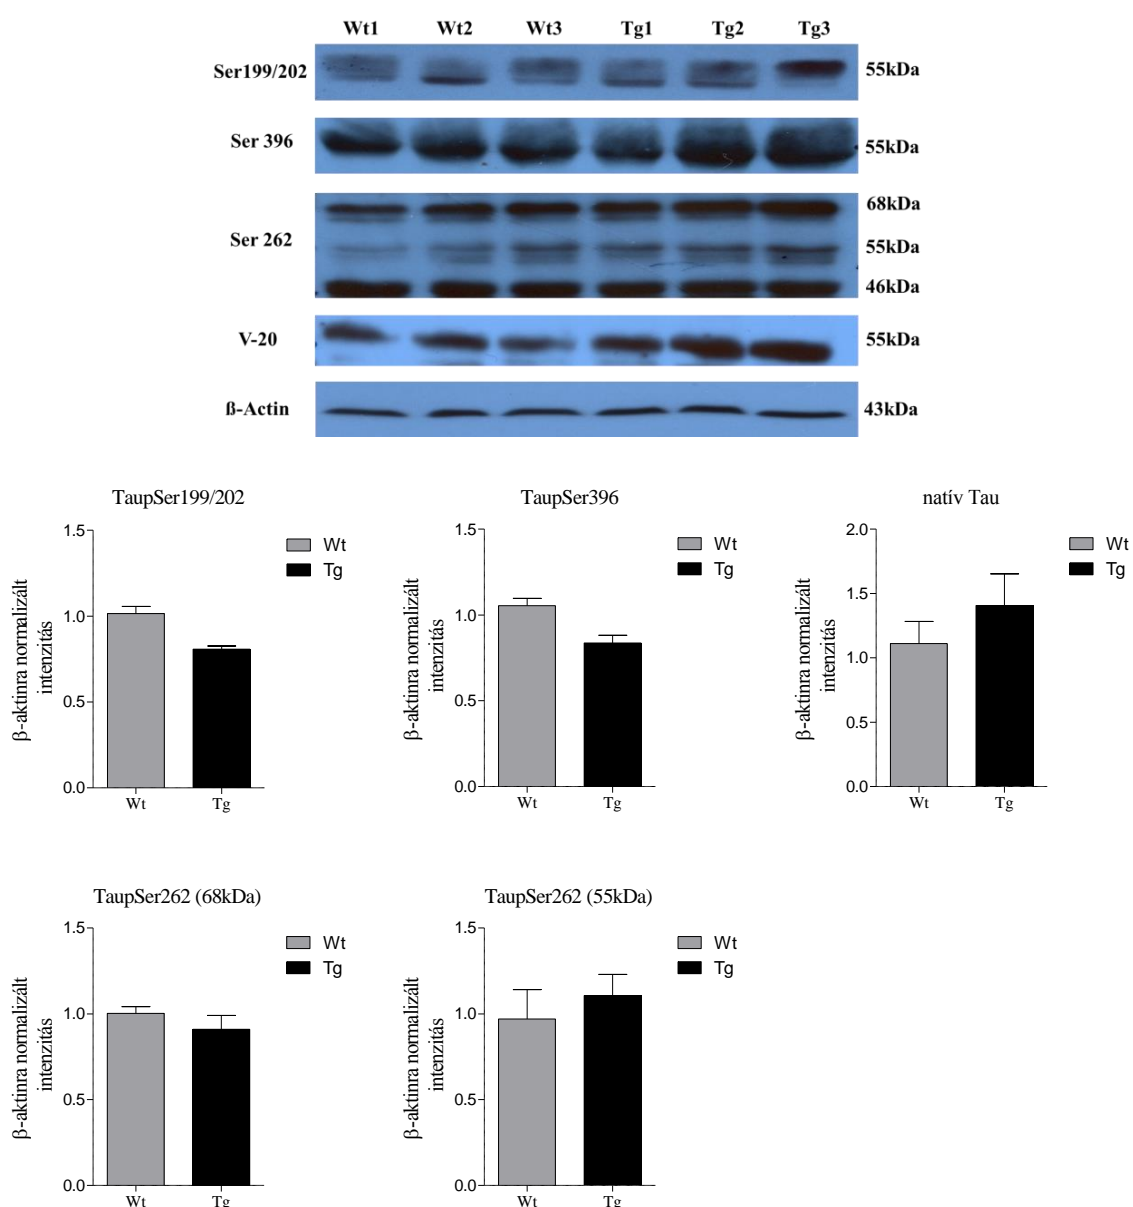 Wt1 Wt2 Wt3 Tg1 Tg2 Tg3
Ser199/202 55kDa
Ser 396 55kDa
68kDa
Ser 262 55kDa
46kDa
V-20 55kDa
ß-Actin 43kDa
TaupSer199/202
β-aktinra normalizált
intenzitás
1.5
1.0
0.5
0.0
Wt Tg
Wt
Tg
TaupSer396
β-aktinra normalizált
intenzitás
1.5
1.0
0.5
0.0
Wt Tg
Wt
Tg
natív Tau
β-aktinra normalizált
intenzitás
2.0
1.5
1.0
0.5
0.0
Wt Tg
Wt
Tg
TaupSer262 (68kDa)
β-aktinra normalizált
intenzitás
1.5
1.0
0.5
0.0
Wt Tg
Wt
Tg
TaupSer262 (55kDa)
β-aktinra normalizált
intenzitás
1.5
1.0
0.5
0.0
Wt Tg
Wt
Tg